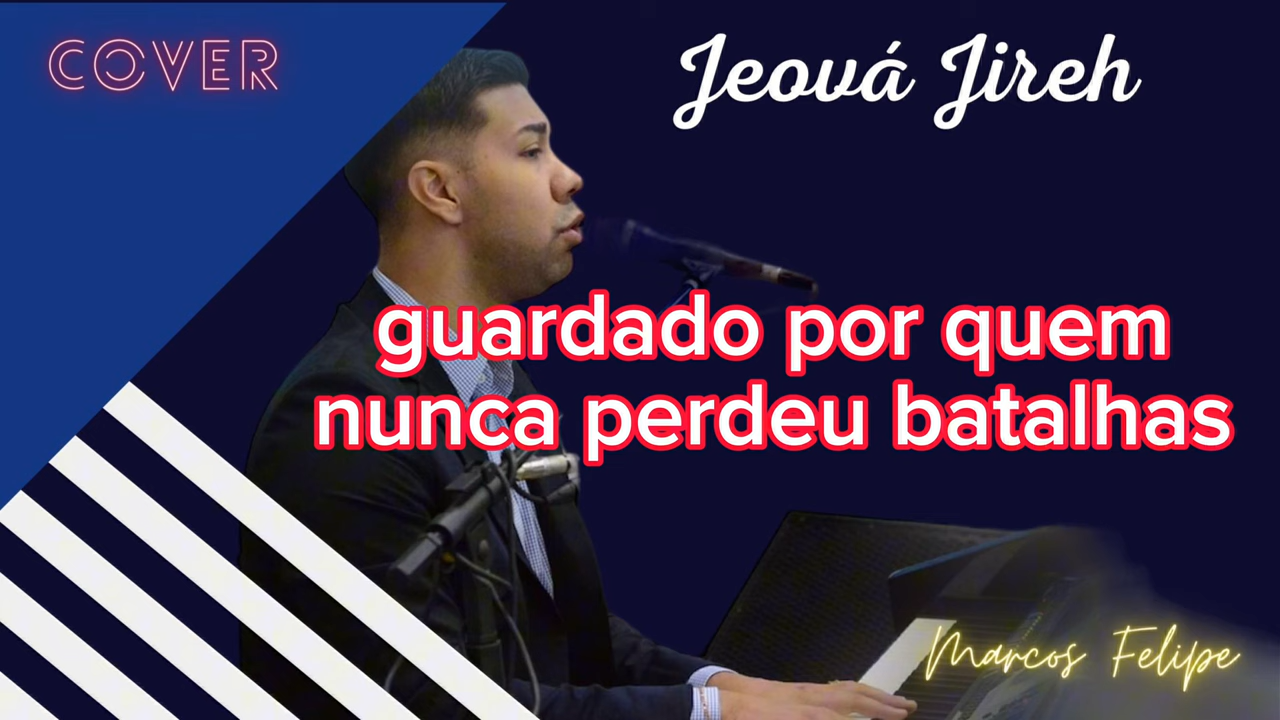 COVER
Jeová Jireh
guardado por quem
nunca perdeu batalhas
Marcos Felipe